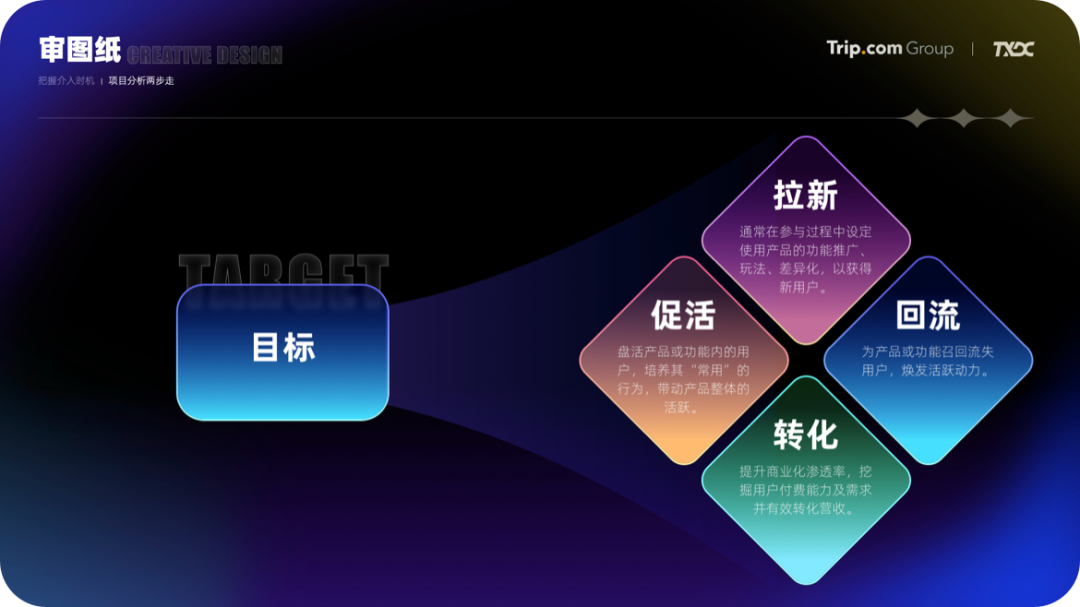 审图纸 CREATIVE DESIGN
把握介入时机 | 项目分析两步走
Trip.com Group | TXDC
TARGET
目标
拉新
通常在参与过程中设定
使用产品的功能推广、
玩法、差异化，以获得
新用户。
促活
盘活产品或功能内的用
户，培养其“常用”的
行为，带动产品整体的
活跃。
回流
为产品或功能召回流失
用户，焕发活跃动力。
转化
提升商业化渗透率，挖
掘用户付费能力及需求
并有效转化营收。